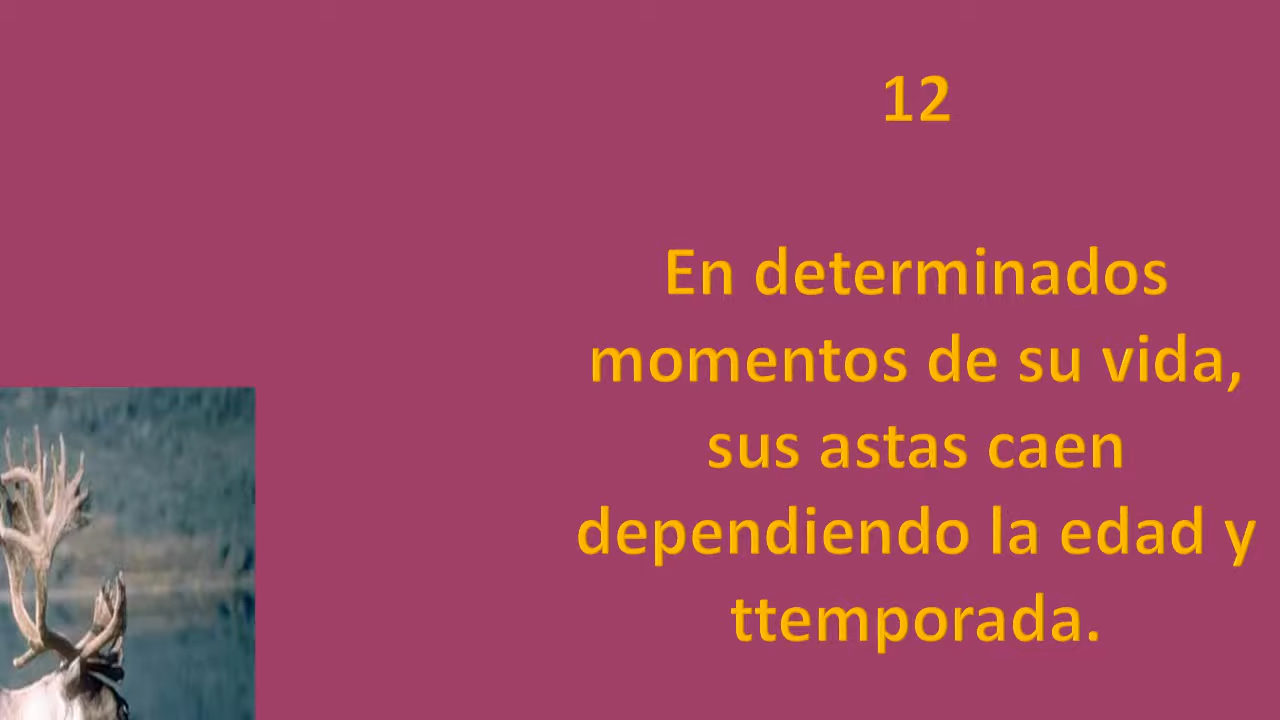 12
En determinados
momentos de su vida,
sus astas caen
dependiendo la edad y
ttemporada.